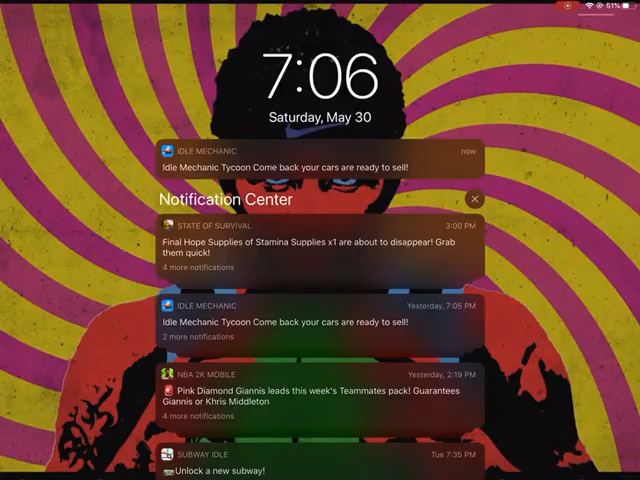 51%
7:06
Saturday, May 30
IDLE MECHANIC now
Idle Mechanic Tycoon Come back your cars are ready to sell!
Notification Center
STATE OF SURVIVAL 3:00 PM
Final Hope Supplies of Stamina Supplies x1 are about to disappear! Grab
them quick!
4 more notifications
IDLE MECHANIC Yesterday, 7:05 PM
Idle Mechanic Tycoon Come back your cars are ready to sell!
2 more notifications
NBA 2K MOBILE Yesterday, 2:19 PM
🚨 Pink Diamond Giannis leads this week's Teammates pack! Guarantees
Giannis or Khris Middleton
4 more notifications
SUBWAY IDLE Tue 7:35 PM
🚃Unlock a new subway!